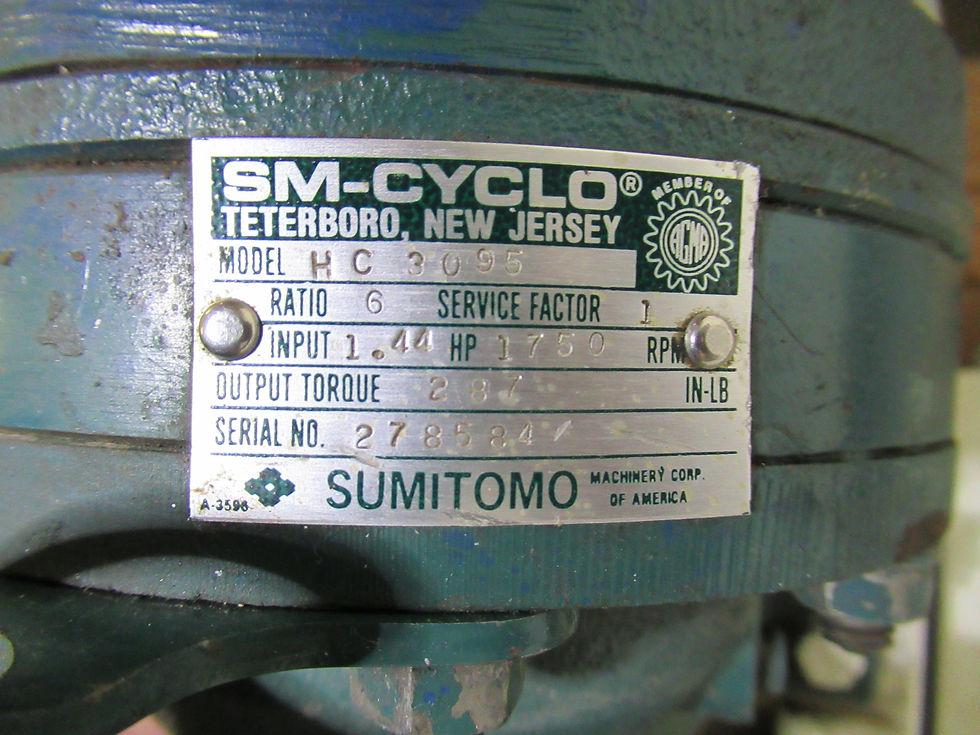 SM-CYCLO®
TETERBORO, NEW JERSEY
MEMBER OF
AGMA
MODEL HC 3095
RATIO 6 SERVICE FACTOR 1
INPUT 1.44 HP 1750 RPM
OUTPUT TORQUE 287 IN-LB
SERIAL NO. 278584
A-3598
SUMITOMO
MACHINERY CORP.
OF AMERICA